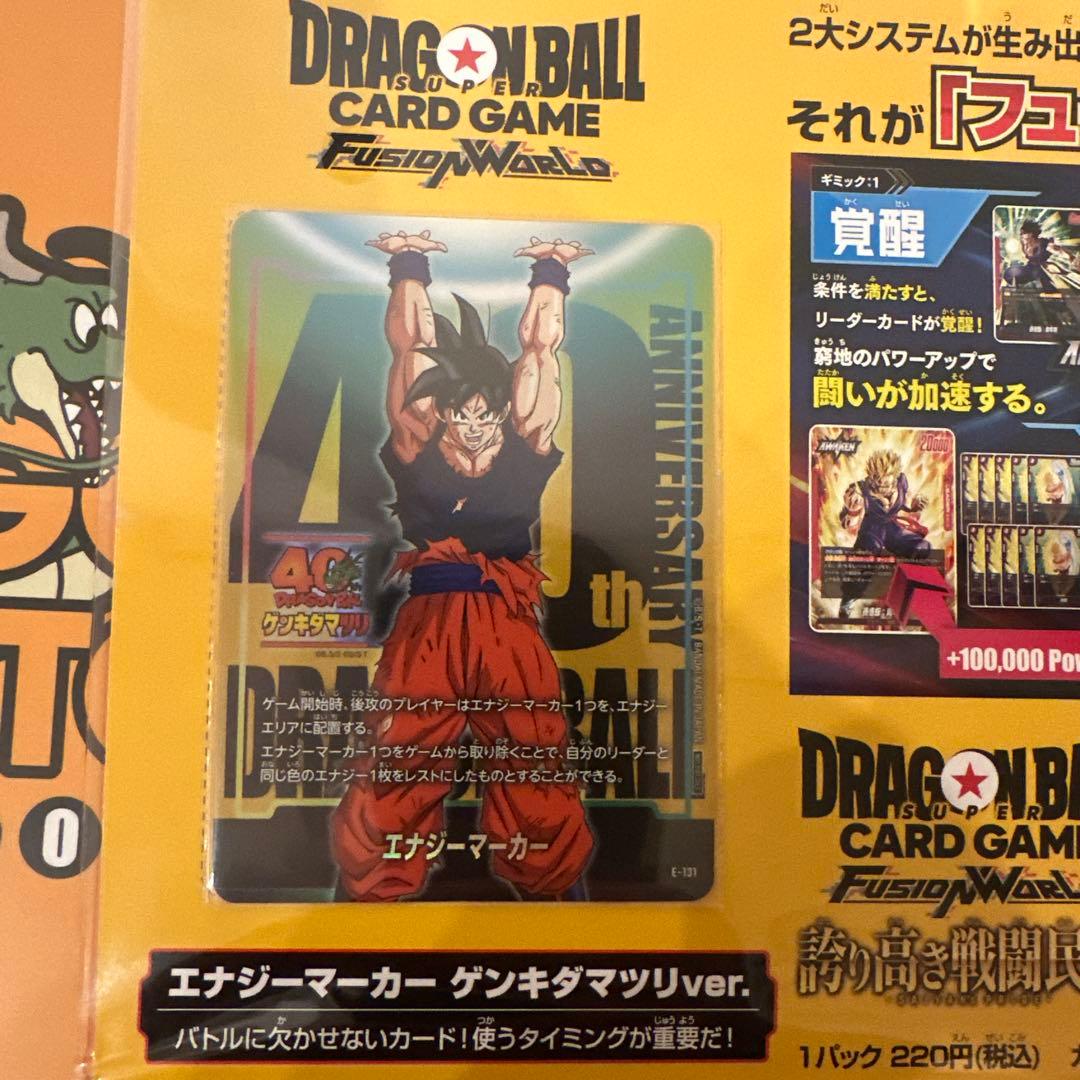 DRAGON BALL
SUPER
CARD GAME
FUSION WORLD
40th
ANNIVERSARY
DRAGON BALL
40
ゲンキダマツリ
ゲーム開始時、後攻のプレイヤーはエナジーマーカー1つを、エナジー
エリアに配置する。
エナジーマーカー1つをゲームから取り除くことで、自分のリーダーと
同じ色のエナジー1枚をレストにしたものとすることができる。
エナジーマーカー
E-131
エナジーマーカー ゲンキダマツリver.
バトルに欠かせないカード!使うタイミングが重要だ!
2大システムが生み出
それが「フュ
ギミック:1
覚醒
条件を満たすと、
リーダーカードが覚醒!
窮地のパワーアップで
闘いが加速する。
AWAKEN
20000
+100,000 Pow
DRAGON BA
SUPER
CARD GAM
FUSION WORL
誇り高き戦闘民
SAIYAN'S PRIDE
1パック 220円(税込)
0